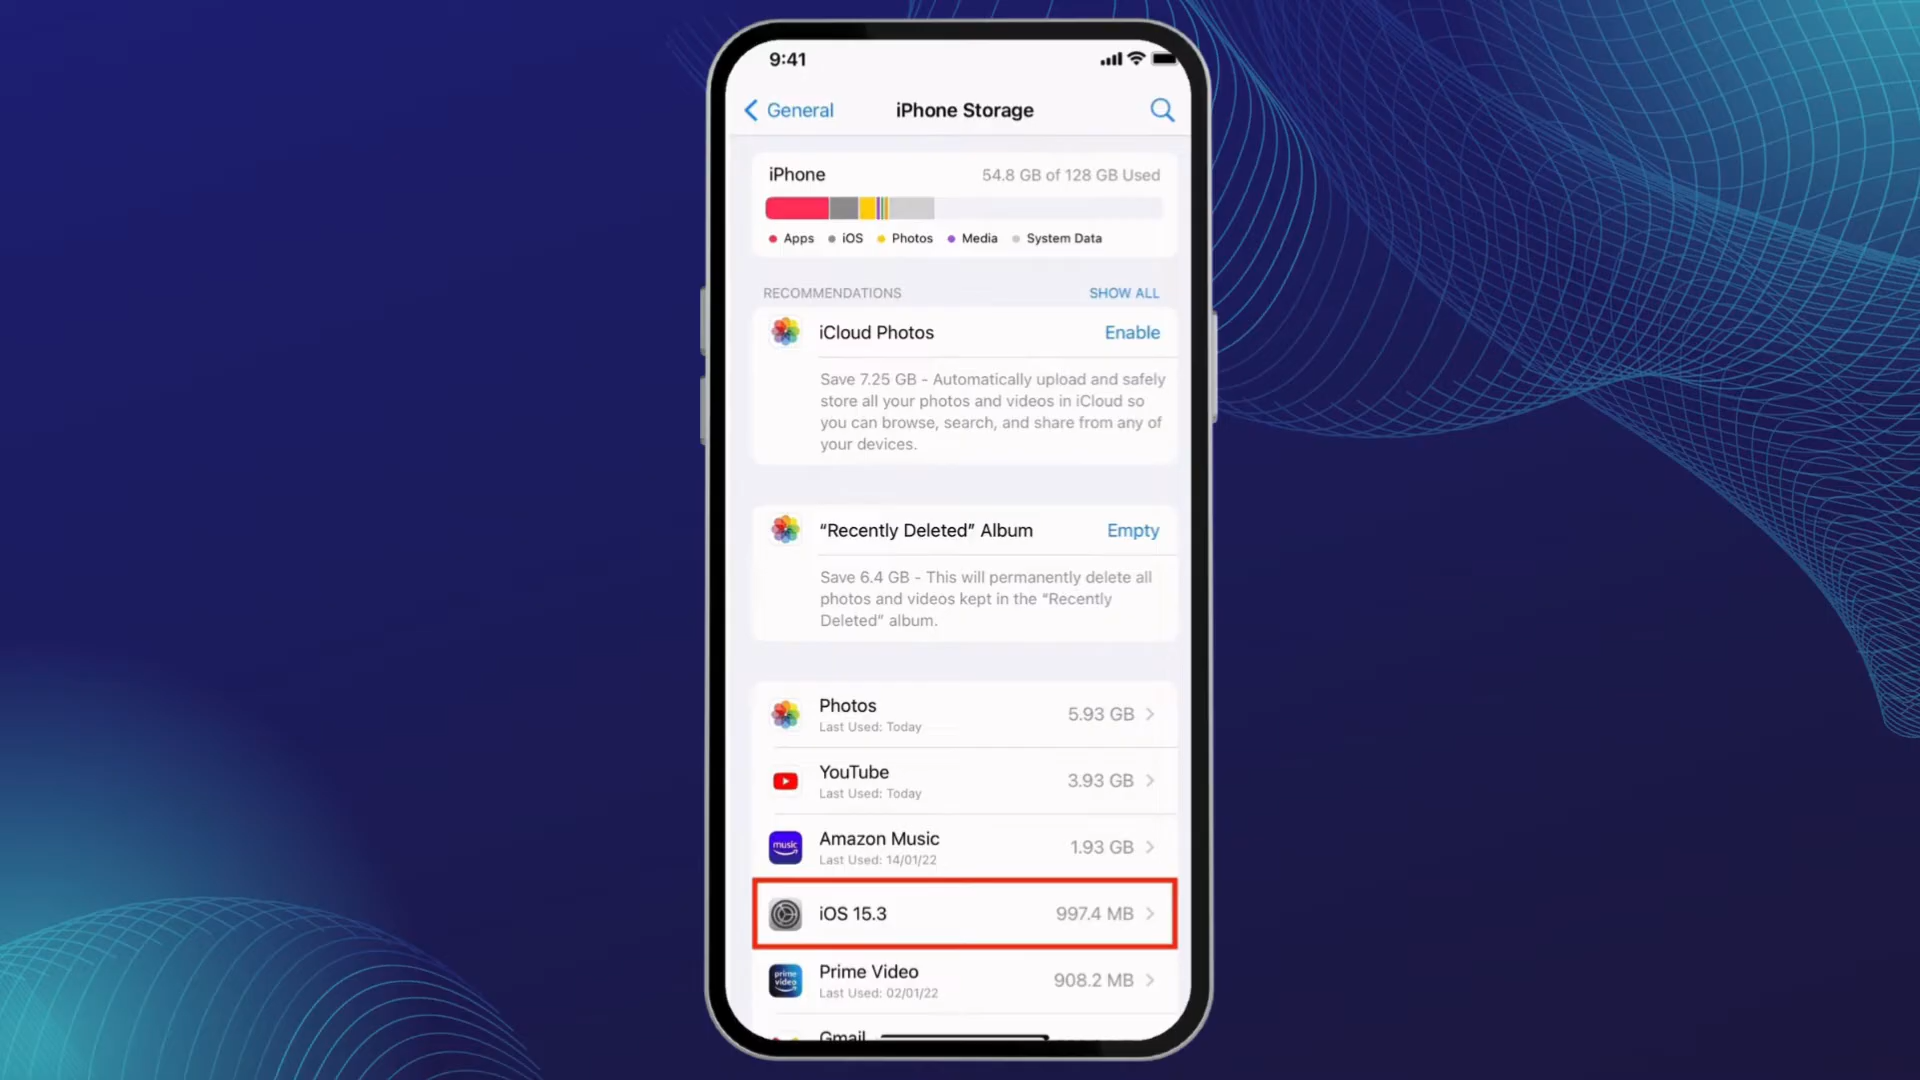 9:41
General
iPhone Storage
iPhone
54.8 GB of 128 GB Used
Apps
iOS
Photos
Media
System Data
RECOMMENDATIONS
SHOW ALL
iCloud Photos
Enable
Save 7.25 GB - Automatically upload and safely
store all your photos and videos in iCloud so
you can browse, search, and share from any of
your devices.
“Recently Deleted” Album
Empty
Save 6.4 GB - This will permanently delete all
photos and videos kept in the “Recently
Deleted” album.
Photos
Last Used: Today
5.93 GB
YouTube
Last Used: Today
3.93 GB
music
Amazon Music
Last Used: 14/01/22
1.93 GB
iOS 15.3
997.4 MB
prime
video
Prime Video
Last Used: 02/01/22
908.2 MB
Gmail